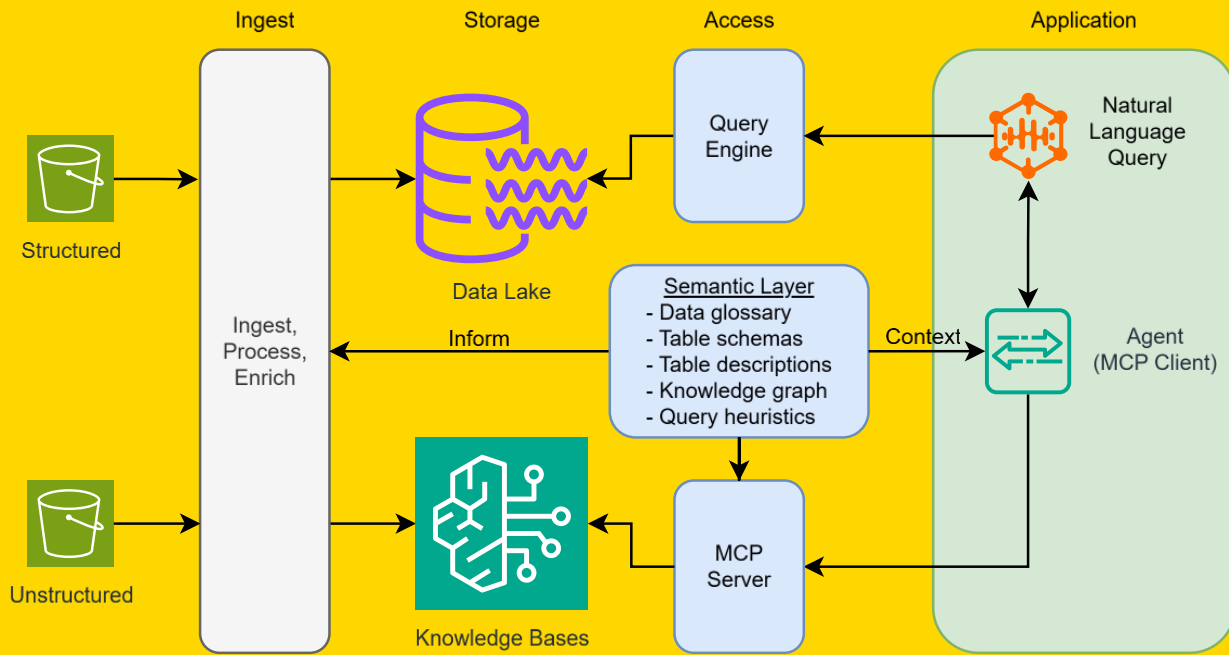 Ingest
Storage
Access
Application
Structured
Unstructured
Ingest,
Process,
Enrich
Data Lake
Knowledge Bases
Query
Engine
Inform
Semantic Layer
- Data glossary
- Table schemas
- Table descriptions
- Knowledge graph
- Query heuristics
Context
MCP
Server
Natural
Language
Query
Agent
(MCP Client)